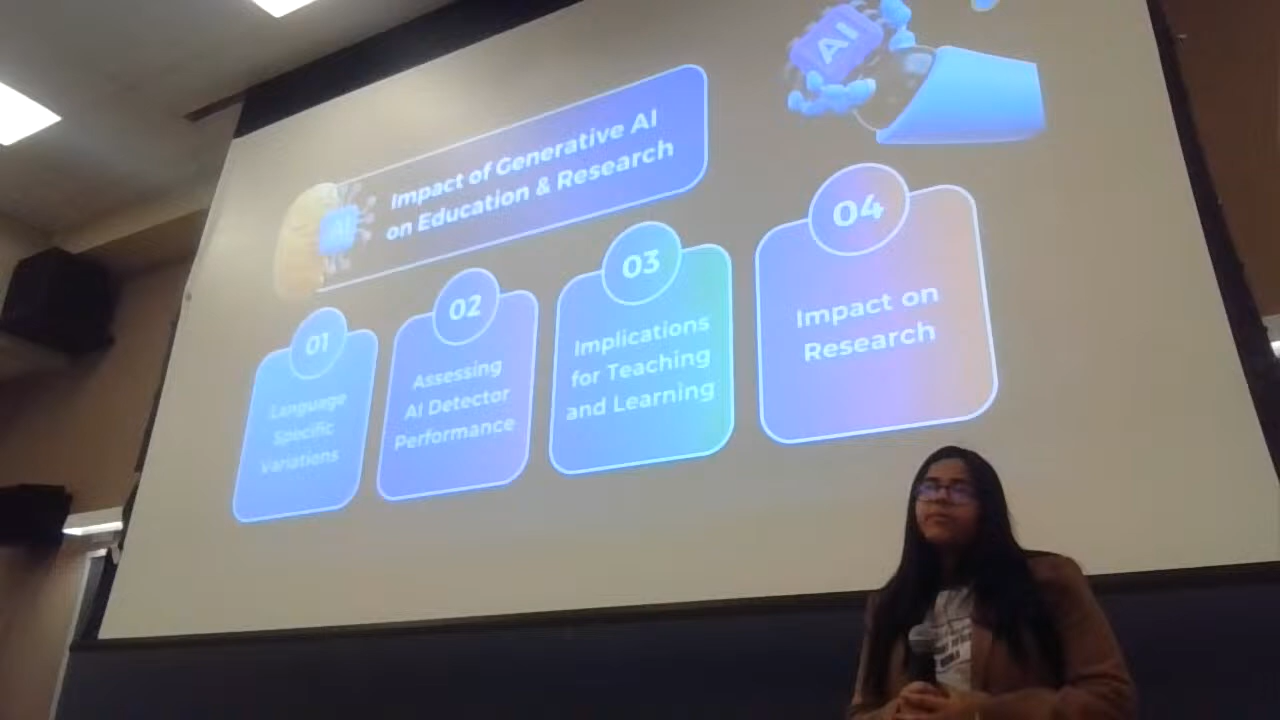 AI
AI
Impact of Generative AI
on Education & Research
01
Language
Specific
Variations
02
Assessing
AI Detector
Performance
03
Implications
for Teaching
and Learning
04
Impact on
Research